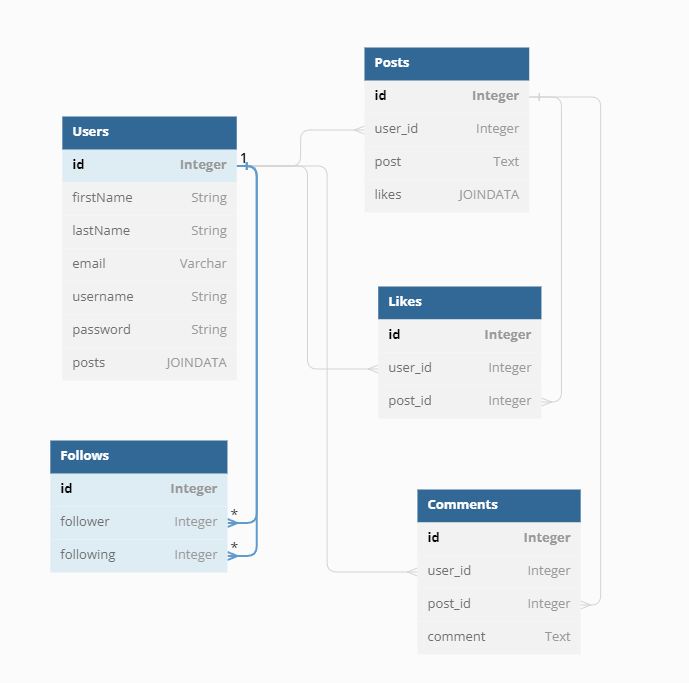 Posts
id Integer
user_id Integer
post Text
likes JOINDATA
Users
id Integer
firstName String
lastName String
email Varchar
username String
password String
posts JOINDATA
1
Likes
id Integer
user_id Integer
post_id Integer
Follows
id Integer
follower Integer
following Integer
*
*
Comments
id Integer
user_id Integer
post_id Integer
comment Text